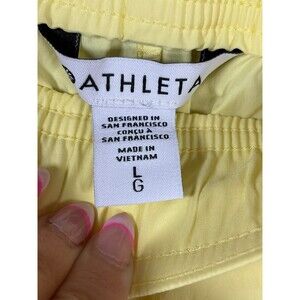 ATHLETA
DESIGNED IN
SAN FRANCISCO
CONÇU À
SAN FRANCISCO
MADE IN
VIETNAM
L
G